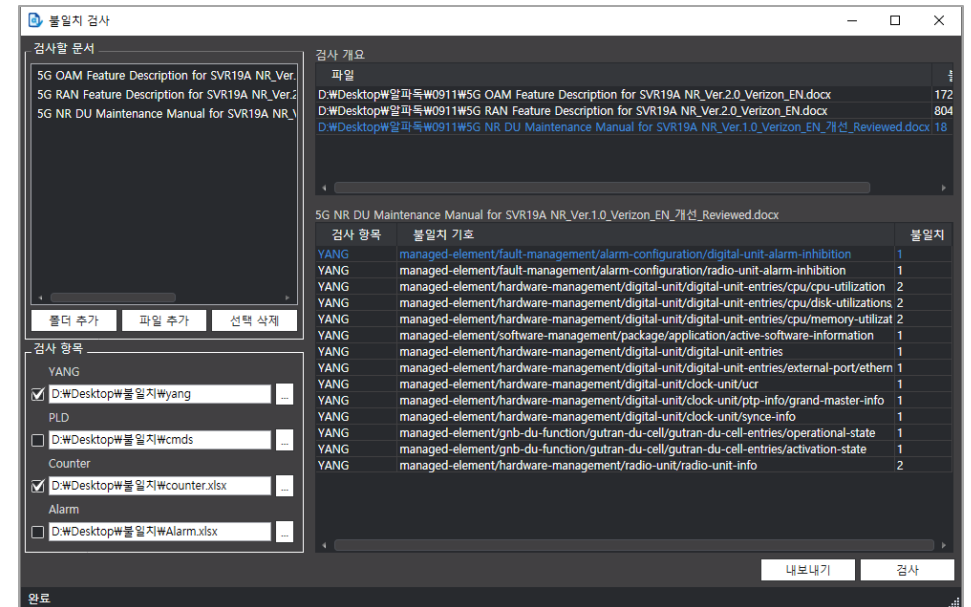 불일치 검사
검사할 문서
5G OAM Feature Description for SVR19A NR_Ver.
5G RAN Feature Description for SVR19A NR_Ver.2
5G NR DU Maintenance Manual for SVR19A NR_
폴더 추가 파일 추가 선택 삭제
검사 항목
YANG
D:₩Desktop₩불일치₩yang ...
PLD
D:₩Desktop₩불일치₩cmds ...
Counter
D:₩Desktop₩불일치₩counter.xlsx ...
Alarm
D:₩Desktop₩불일치₩Alarm.xlsx ...
검사 개요
파일
D:₩Desktop₩알파독₩0911₩5G OAM Feature Description for SVR19A NR_Ver.2.0_Verizon_EN.docx 172
D:₩Desktop₩알파독₩0911₩5G RAN Feature Description for SVR19A NR_Ver.2.0_Verizon_EN.docx 804
D:₩Desktop₩알파독₩0911₩5G NR DU Maintenance Manual for SVR19A NR_Ver.1.0_Verizon_EN_개선_Reviewed.docx 18
5G NR DU Maintenance Manual for SVR19A NR_Ver.1.0_Verizon_EN_개선_Reviewed.docx
검사 항목 불일치 기호 불일치
YANG managed-element/fault-management/alarm-configuration/digital-unit-alarm-inhibition 1
YANG managed-element/fault-management/alarm-configuration/radio-unit-alarm-inhibition 1
YANG managed-element/hardware-management/digital-unit/digital-unit-entries/cpu/cpu-utilization 2
YANG managed-element/hardware-management/digital-unit/digital-unit-entries/cpu/disk-utilizations 2
YANG managed-element/hardware-management/digital-unit/digital-unit-entries/cpu/memory-utilizat 2
YANG managed-element/software-management/package/application/active-software-information 1
YANG managed-element/hardware-management/digital-unit/digital-unit-entries 1
YANG managed-element/hardware-management/digital-unit/digital-unit-entries/external-port/ethern 1
YANG managed-element/hardware-management/digital-unit/clock-unit/ucr 1
YANG managed-element/hardware-management/digital-unit/clock-unit/ptp-info/grand-master-info 1
YANG managed-element/hardware-management/digital-unit/clock-unit/synce-info 1
YANG managed-element/gnb-du-function/gutran-du-cell/gutran-du-cell-entries/operational-state 1
YANG managed-element/gnb-du-function/gutran-du-cell/gutran-du-cell-entries/activation-state 1
YANG managed-element/hardware-management/radio-unit/radio-unit-info 2
내보내기 검사
완료